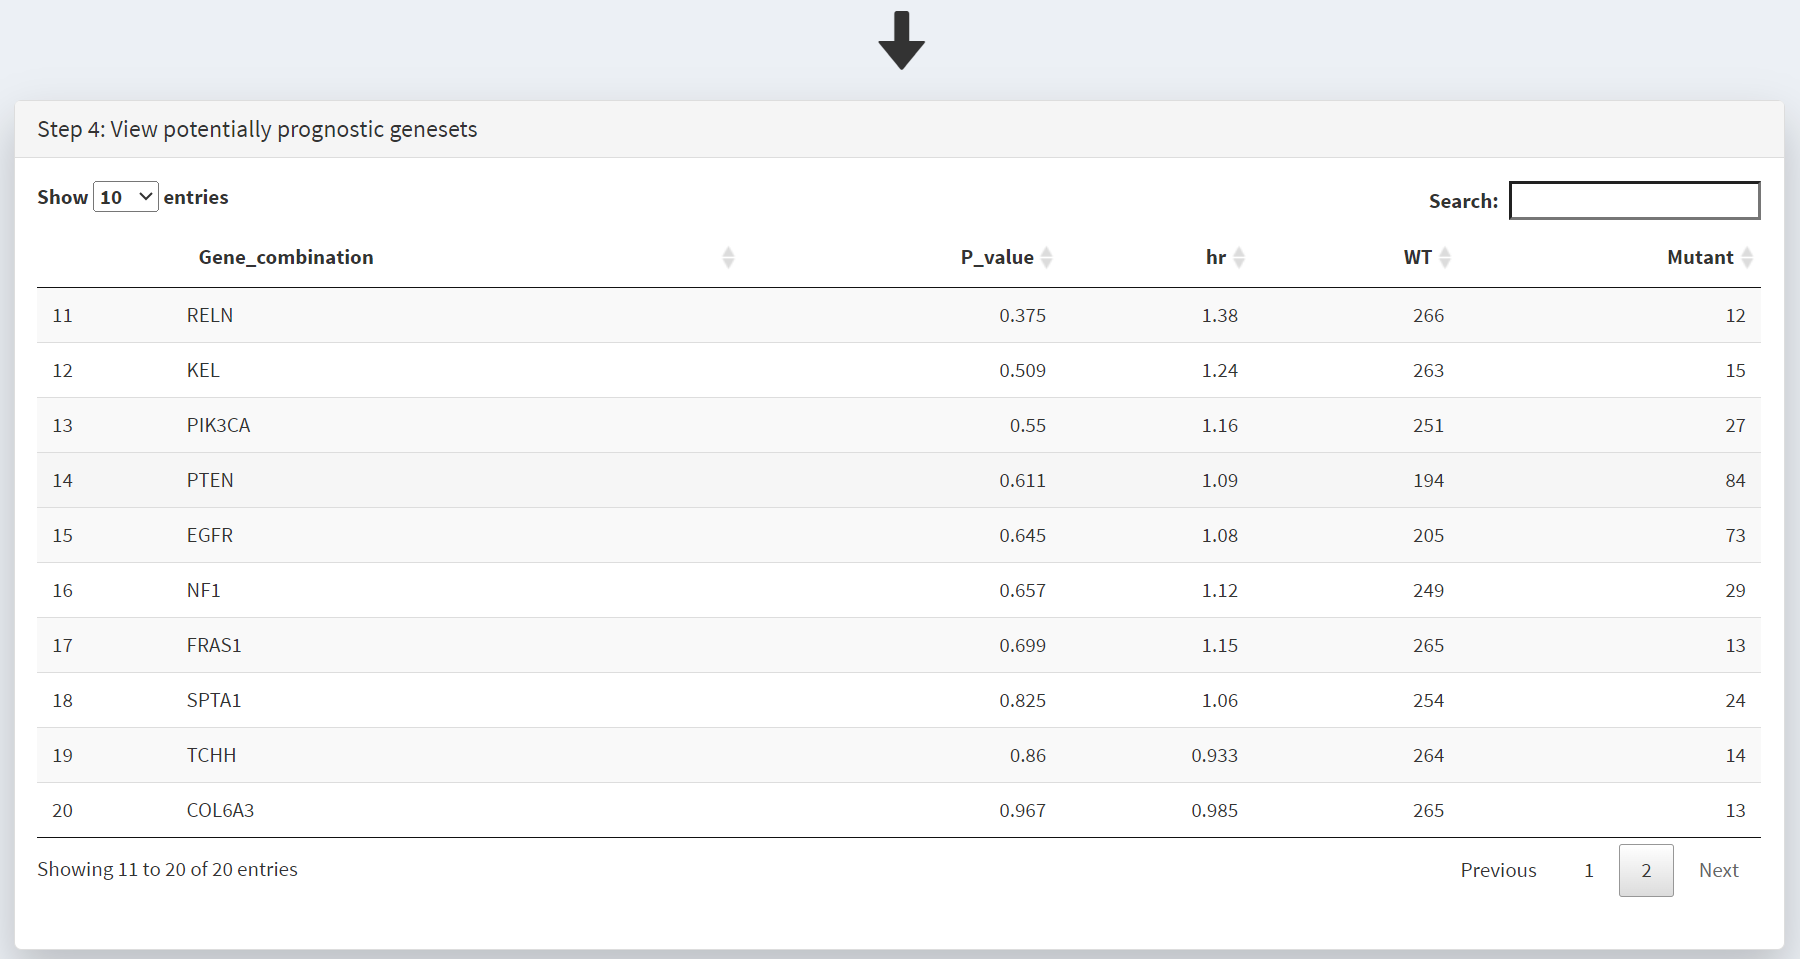 Step 4: View potentially prognostic genesets
Show 10 entries
Search:
Gene_combination P_value hr WT Mutant
11 RELN 0.375 1.38 266 12
12 KEL 0.509 1.24 263 15
13 PIK3CA 0.55 1.16 251 27
14 PTEN 0.611 1.09 194 84
15 EGFR 0.645 1.08 205 73
16 NF1 0.657 1.12 249 29
17 FRAS1 0.699 1.15 265 13
18 SPTA1 0.825 1.06 254 24
19 TCHH 0.86 0.933 264 14
20 COL6A3 0.967 0.985 265 13
Showing 11 to 20 of 20 entries
Previous 1 2 Next